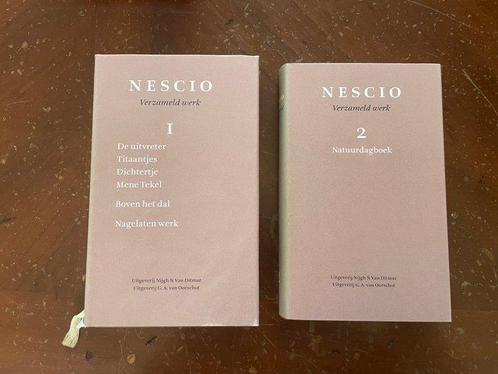 NESCIO
Verzameld werk
1
De uitvreter
Titaantjes
Dichtertje
Mene Tekel
Boven het dal
Nagelaten werk
Uitgeverij Nijgh & Van Ditmar
Uitgeverij G. A. van Oorschot
NESCIO
Verzameld werk
2
Natuurdagboek
Uitgeverij Nijgh & Van Ditmar
Uitgeverij G. A. van Oorschot